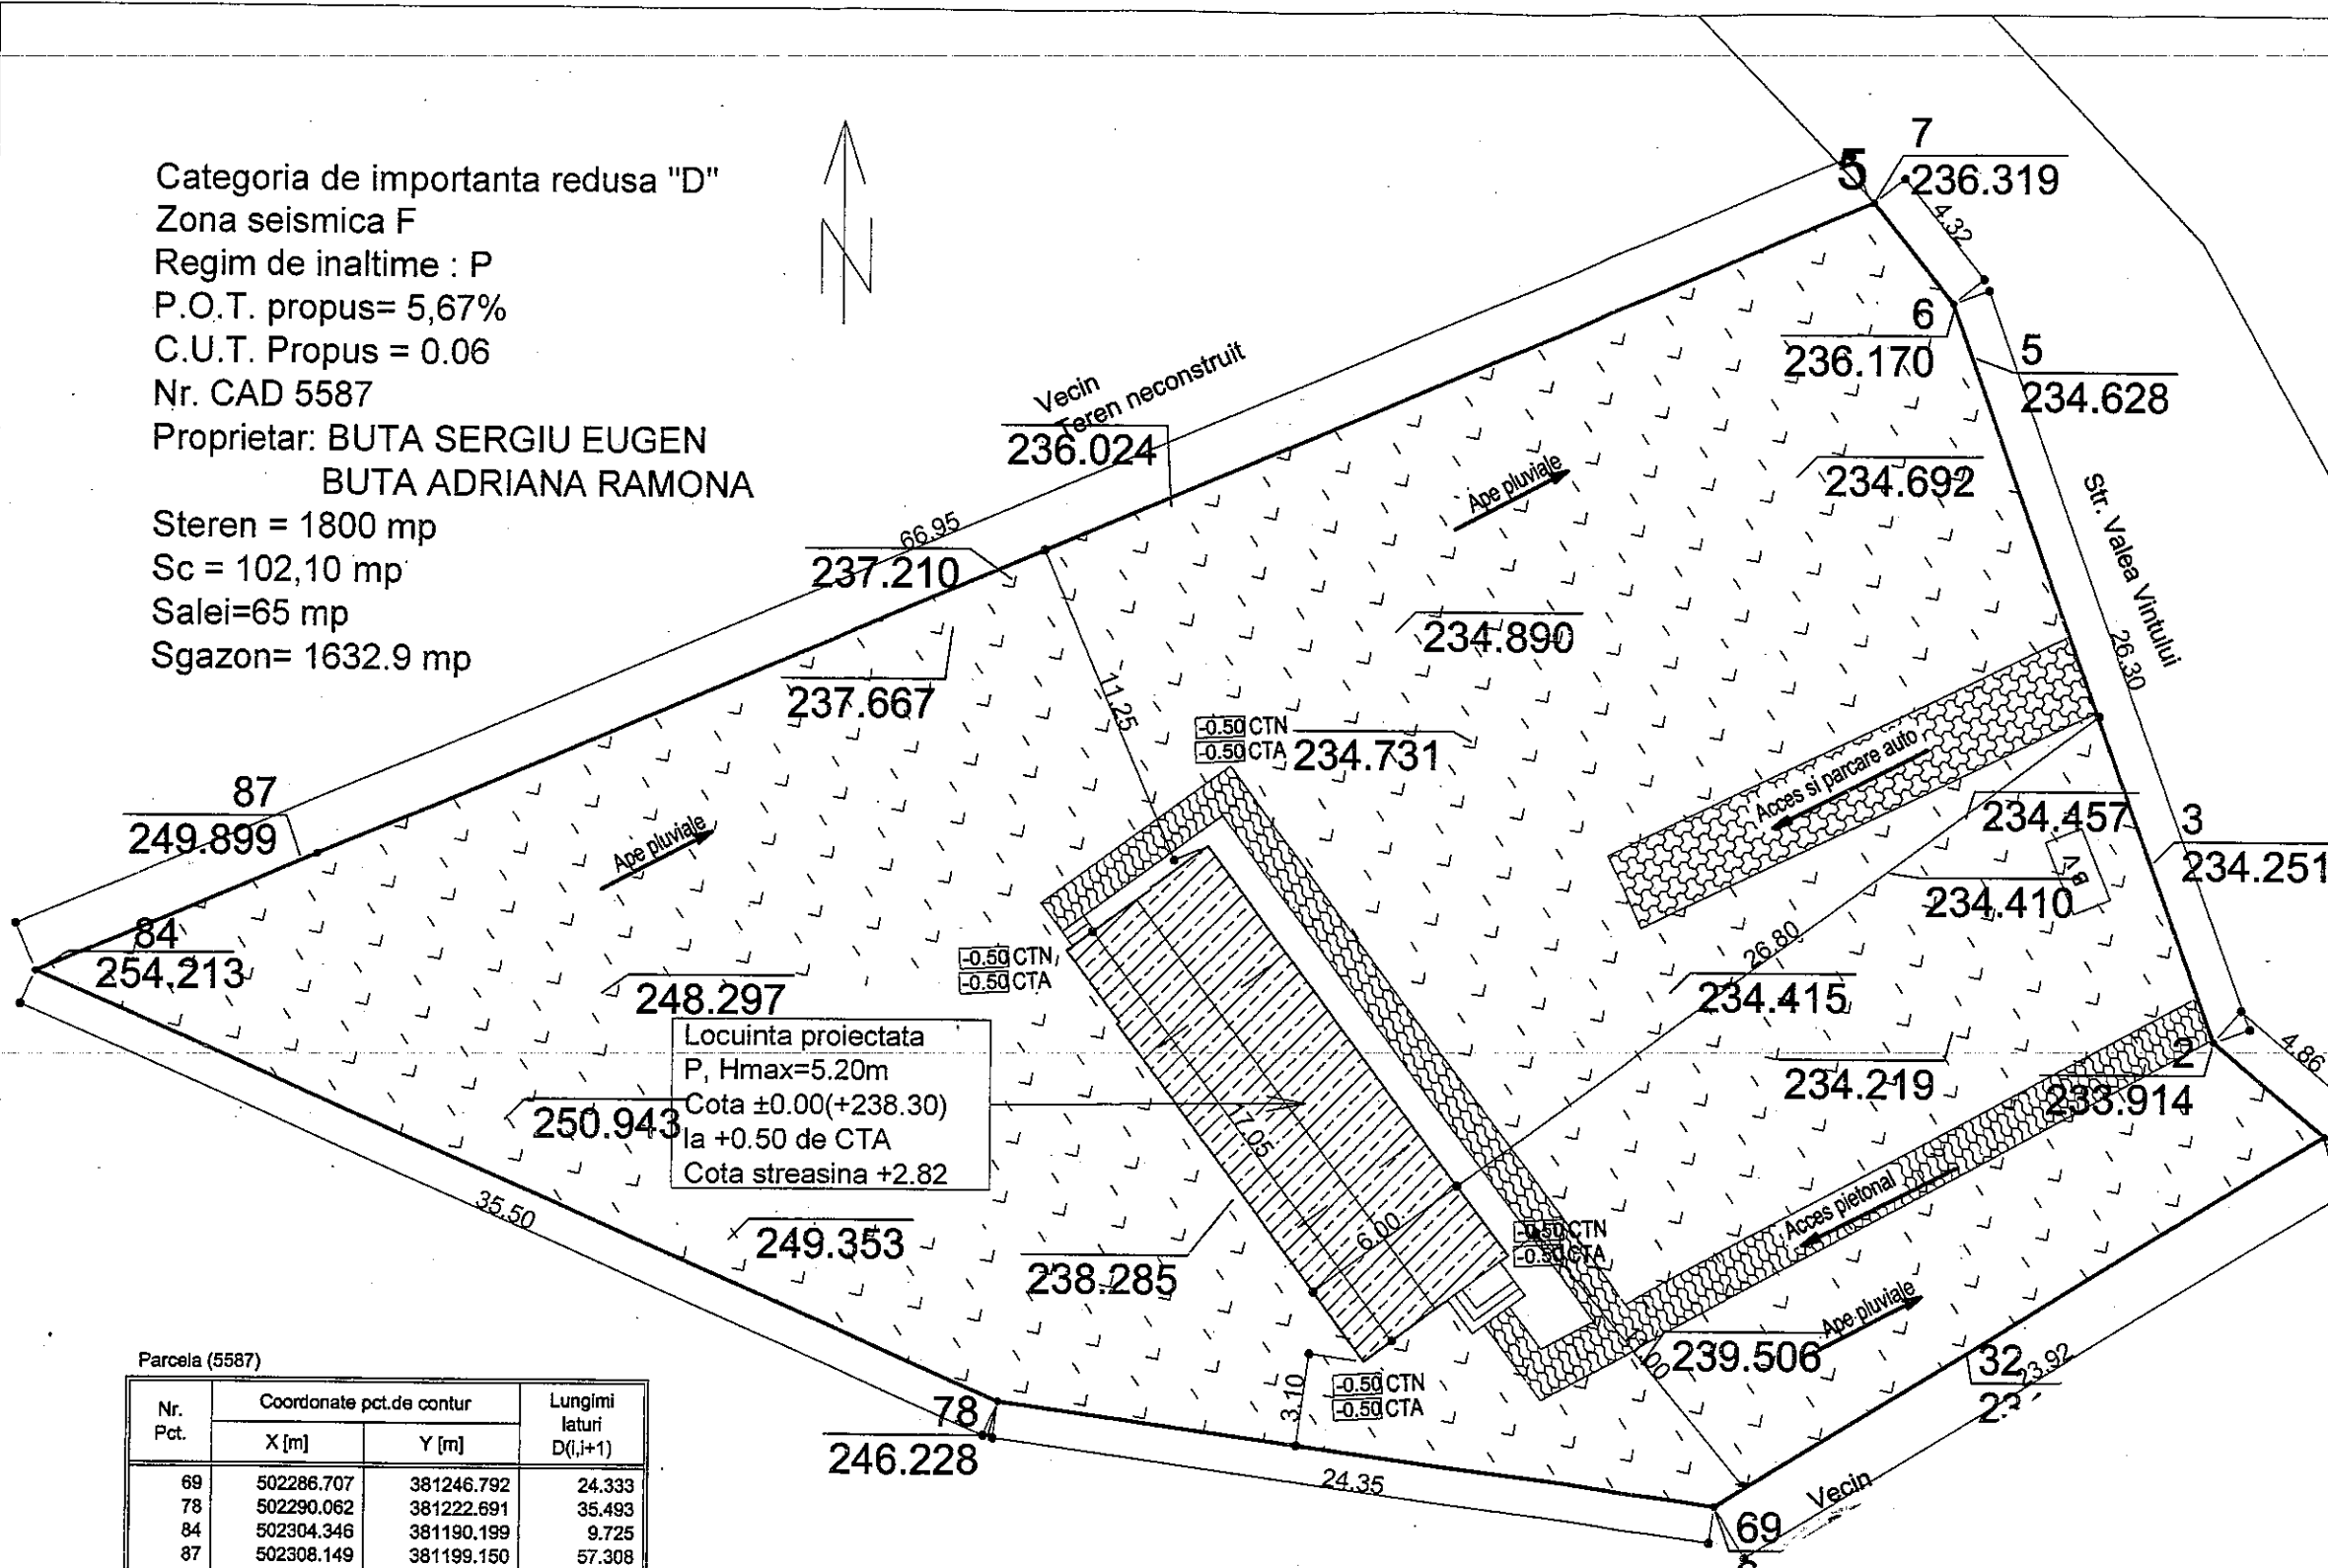 Categoria de importanta redusa "D"
Zona seismica F
Regim de inaltime : P
P.O.T. propus= 5,67%
C.U.T. Propus = 0.06
Nr. CAD 5587
Proprietar: BUTA SERGIU EUGEN
BUTA ADRIANA RAMONA
Steren = 1800 mp
Sc = 102,10 mp
Salei=65 mp
Sgazon= 1632.9 mp
N
5
7
236.319
4.32
6
236.170
5
234.628
Vecin
Teren neconstruit
236.024
Ape pluviale
234.692
Str. Valea Vintului
66.95
237.210
234.890
26.30
237.667
11.25
-0.50 CTN
-0.50 CTA
234.731
Acces si parcare auto
87
249.899
Ape pluviale
234.457
3
234.251
234.410
84
254.213
26.80
-0.50 CTN
-0.50 CTA
248.297
234.415
Locuinta proiectata
P, Hmax=5.20m
Cota ±0.00(+238.30)
la +0.50 de CTA
Cota streasina +2.82
4.86
2
233.914
234.219
250.943
17.05
35.50
249.353
6.00
Acces pietonal
-0.50 CTN
-0.50 CTA
238.285
Ape pluviale
239.506
32
23.92
3.10
-0.50 CTN
-0.50 CTA
78
246.228
24.35
Vecin
69
Parcela (5587)
Nr. Pct. Coordonate pct.de contur Lungimi laturi D(i,i+1)
X [m] Y [m]
69 502286.707 381246.792 24.333
78 502290.062 381222.691 35.493
84 502304.346 381190.199 9.725
87 502308.149 381199.150 57.308